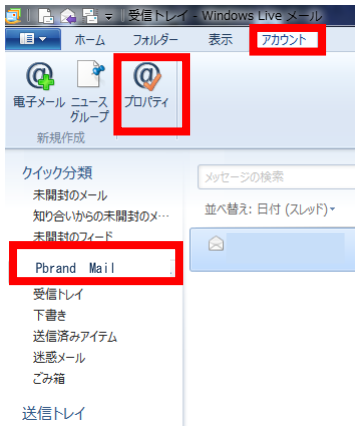 受信トレイ - Windows Live メール
ホーム フォルダー 表示 アカウント
電子メール ニュース グループ プロパティ
新規作成
クイック分類
メッセージの検索
未開封のメール
並べ替え: 日付 (スレッド)
知り合いからの未開封のメ…
未開封のフィード
Pbrand Mail
受信トレイ
下書き
送信済みアイテム
迷惑メール
ごみ箱
送信トレイ